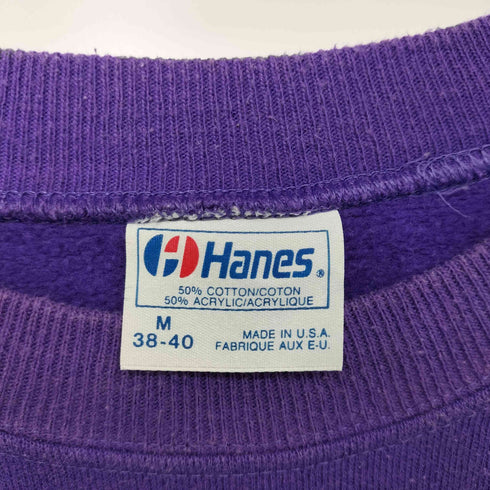 Hanes®
50% COTTON/COTON
50% ACRYLIC/ACRYLIQUE
M
38-40
MADE IN U.S.A.
FABRIQUE AUX E-U.